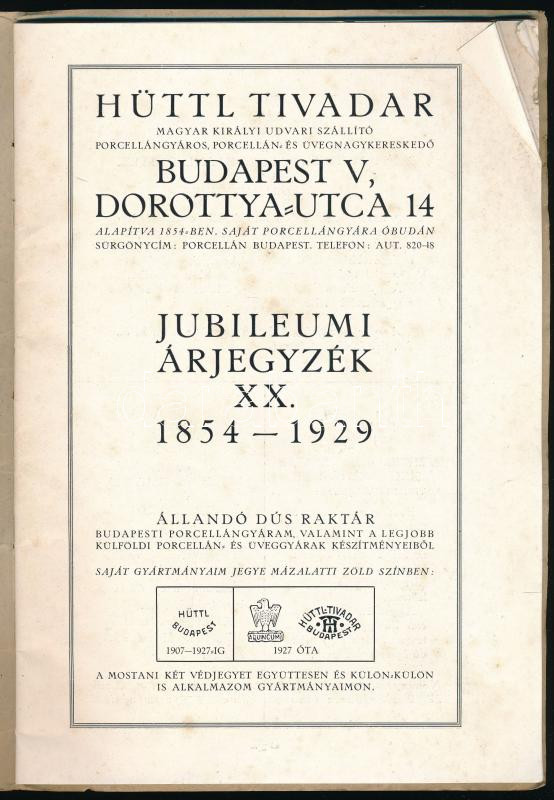 HÜTTL TIVADAR
MAGYAR KIRÁLYI UDVARI SZÁLLÍTÓ
PORCELLÁNGYÁROS, PORCELLÁN- ÉS ÜVEGNAGYKERESKEDŐ
BUDAPEST V,
DOROTTYA-UTCA 14
ALAPÍTVA 1854-BEN. SAJÁT PORCELLÁNGYÁRA ÓBUDÁN
SÜRGÖNYCÍM: PORCELLÁN BUDAPEST. TELEFON: AUT. 820-48
JUBILEUMI
ÁRJEGYZÉK
XX.
1854 — 1929
ÁLLANDÓ DÚS RAKTÁR
BUDAPESTI PORCELLÁNGYÁRAM, VALAMINT A LEGJOBB
KÜLFÖLDI PORCELLÁN- ÉS ÜVEGGYÁRAK KÉSZÍTMÉNYEIBŐL
SAJÁT GYÁRTMÁNYAIM JEGYE MÁZALATTI ZÖLD SZÍNBEN:
HÜTTL
BUDAPEST
1907—1927-IG
AQUINCUM
HÜTTL-TIVADAR
BUDAPEST
1927 ÓTA
A MOSTANI KÉT VÉDJEGYET EGYÜTTESEN ÉS KÜLÖN-KÜLÖN
IS ALKALMAZOM GYÁRTMÁNYAIMON.